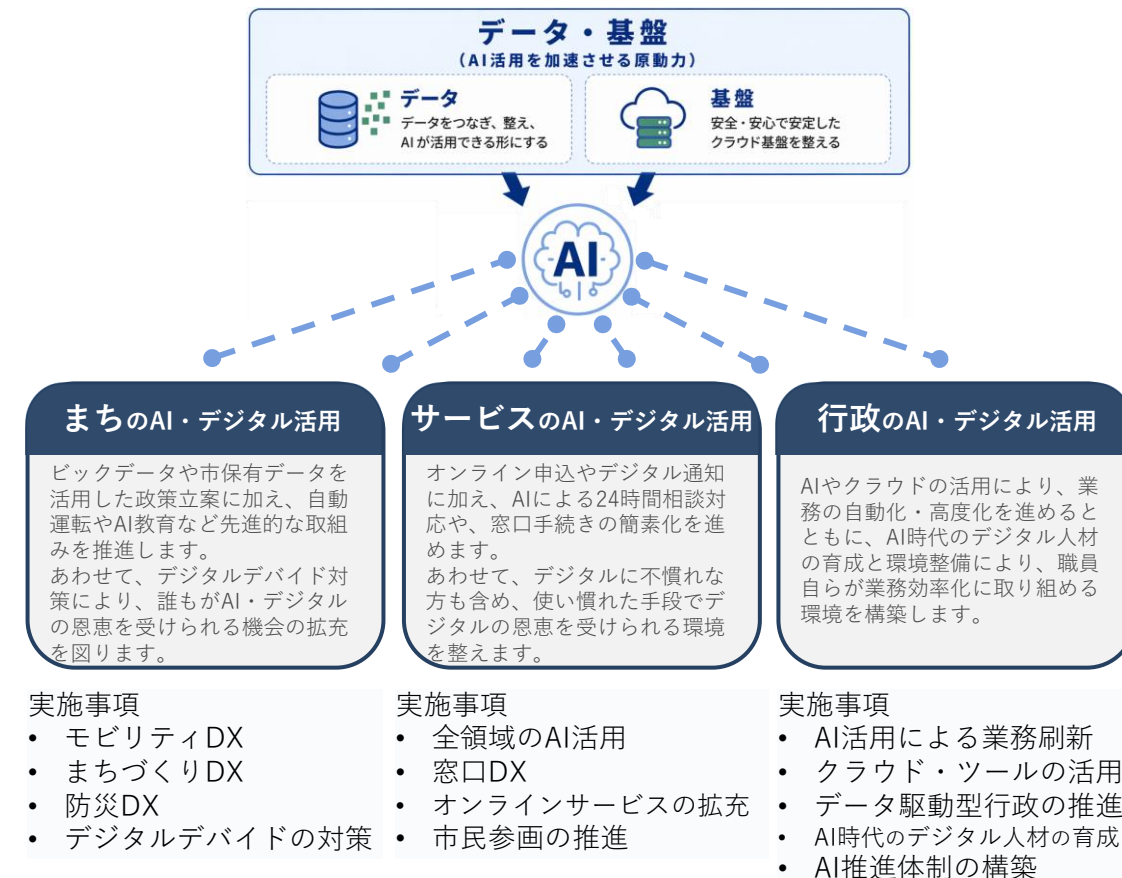 データ・基盤
(AI活用を加速させる原動力)
データ
データをつなぎ、整え、
AIが活用できる形にする
基盤
安全・安心で安定した
クラウド基盤を整える
AI
まちのAI・デジタル活用
ビックデータや市保有データを
活用した政策立案に加え、自動
運転やAI教育など先進的な取組
みを推進します。
あわせて、デジタルデバイド対
策により、誰もがAI・デジタル
の恩恵を受けられる機会の拡充
を図ります。
サービスのAI・デジタル活用
オンライン申込やデジタル通知
に加え、AIによる24時間相談対
応や、窓口手続きの簡素化を進
めます。
あわせて、デジタルに不慣れな
方も含め、使い慣れた手段でデ
ジタルの恩恵を受けられる環境
を整えます。
行政のAI・デジタル活用
AIやクラウドの活用により、業
務の自動化・高度化を進めると
ともに、AI時代のデジタル人材
の育成と環境整備により、職員
自らが業務効率化に取り組める
環境を構築します。
実施事項
• モビリティDX
• まちづくりDX
• 防災DX
• デジタルデバイドの対策
実施事項
• 全領域のAI活用
• 窓口DX
• オンラインサービスの拡充
• 市民参画の推進
実施事項
• AI活用による業務刷新
• クラウド・ツールの活用
• データ駆動型行政の推進
• AI時代のデジタル人材の育成
• AI推進体制の構築